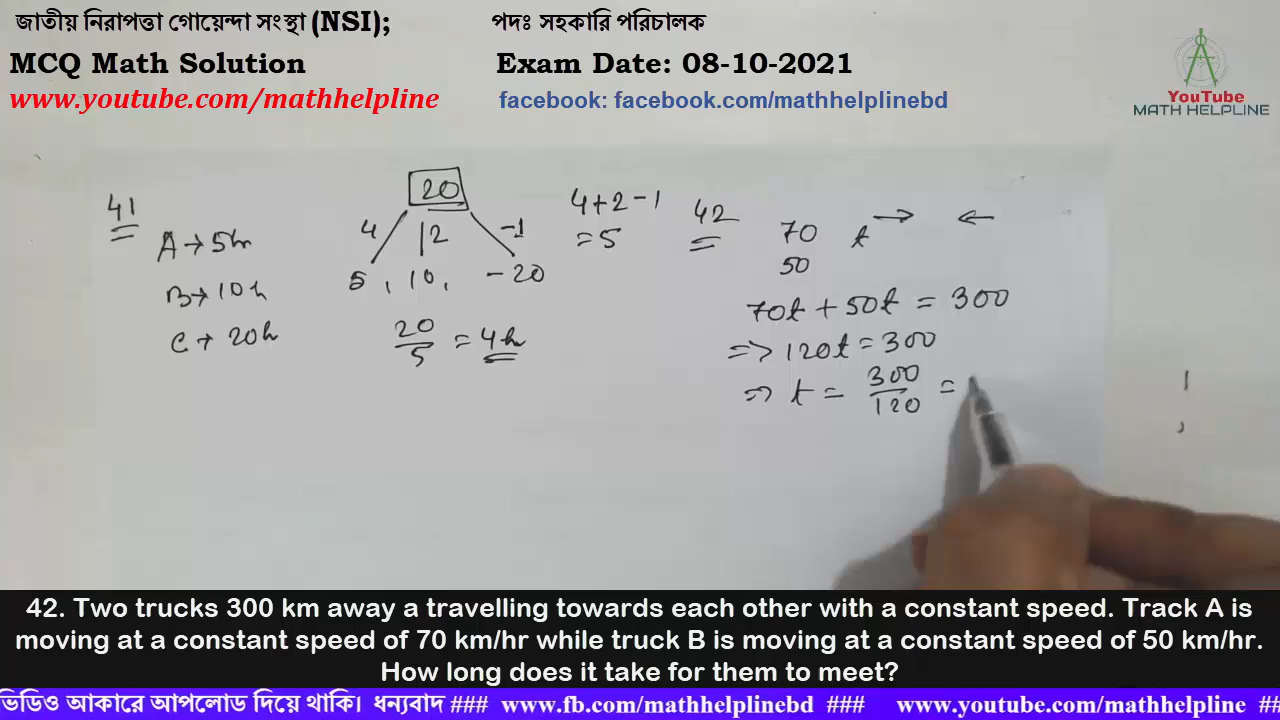 জাতীয় নিরাপত্তা গোয়েন্দা সংস্থা (NSI); পদঃ সহকারি পরিচালক
MCQ Math Solution Exam Date: 08-10-2021
www.youtube.com/mathhelpline facebook: facebook.com/mathhelplinebd
YouTube
MATH HELPLINE
41
A → 5hr
B → 10h
C → 20h
20
4 2 -1
5, 10, -20
20/5 = 4h
4+2-1
= 5
42
70 t → ←
50
70t + 50t = 300
=> 120t = 300
=> t = 300/120 =
42. Two trucks 300 km away a travelling towards each other with a constant speed. Track A is
moving at a constant speed of 70 km/hr while truck B is moving at a constant speed of 50 km/hr.
How long does it take for them to meet?
ভিডিও আকারে আপলোড দিয়ে থাকি। ধন্যবাদ ### www.fb.com/mathhelplinebd ### www.youtube.com/mathhelpline ##